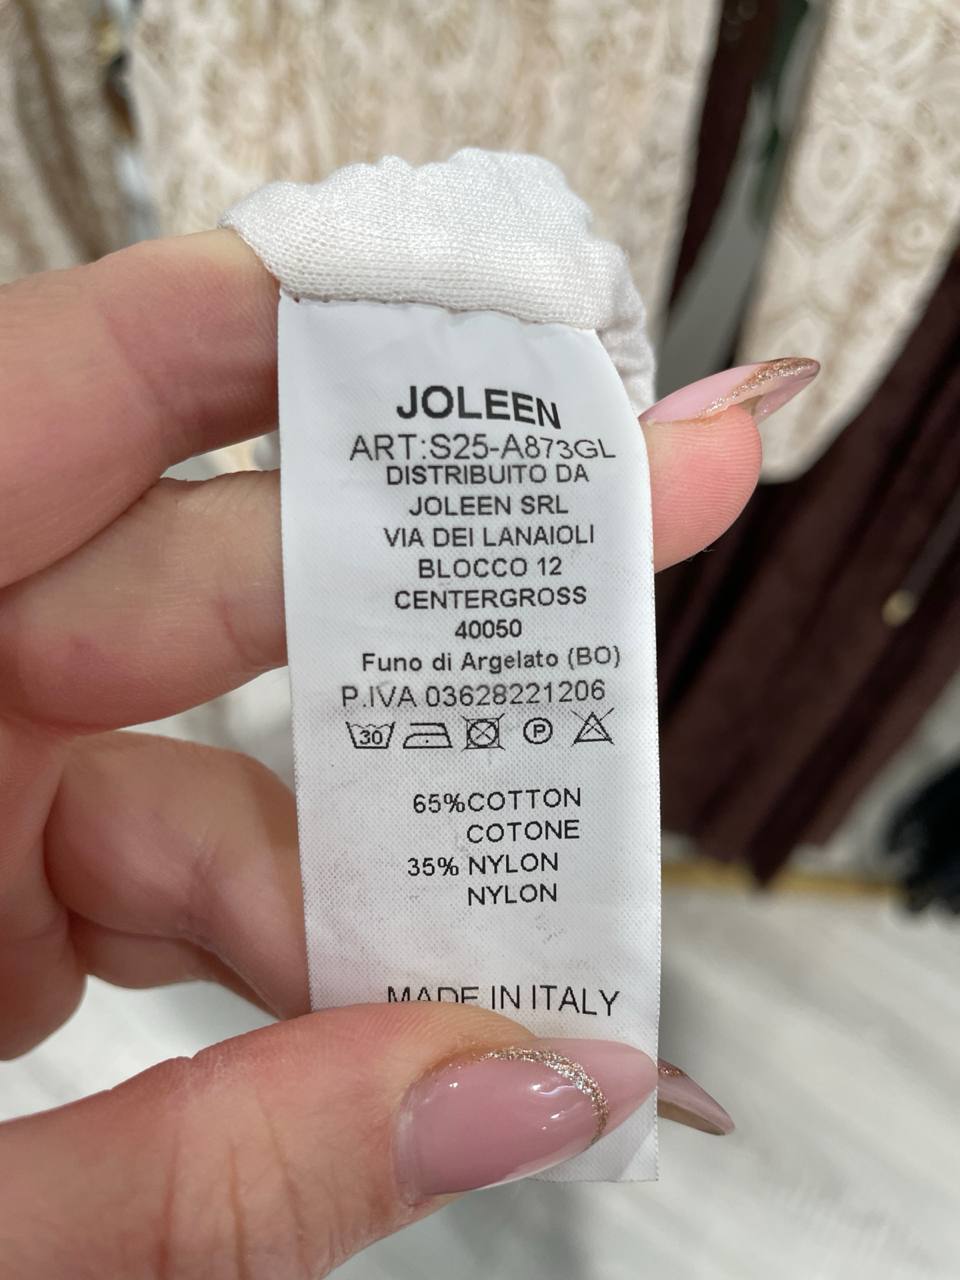 JOLEEN
ART:S25-A873GL
DISTRIBUITO DA
JOLEEN SRL
VIA DEI LANAIOLI
BLOCCO 12
CENTERGROSS
40050
Funo di Argelato (BO)
P.IVA 03628221206
30 P
65%COTTON
COTONE
35% NYLON
NYLON
MADE IN ITALY